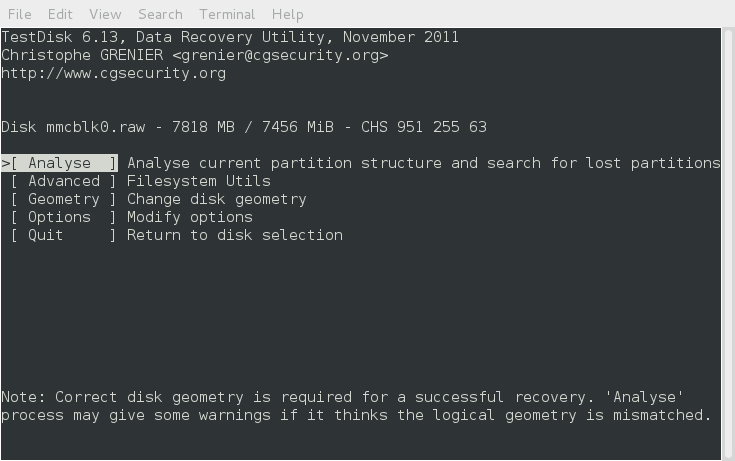 File Edit View Search Terminal Help
TestDisk 6.13, Data Recovery Utility, November 2011
Christophe GRENIER <grenier@cgsecurity.org>
http://www.cgsecurity.org
Disk mmcblk0.raw - 7818 MB / 7456 MiB - CHS 951 255 63
>[ Analyse  ] Analyse current partition structure and search for lost partitions
 [ Advanced ] Filesystem Utils
 [ Geometry ] Change disk geometry
 [ Options  ] Modify options
 [ Quit     ] Return to disk selection
Note: Correct disk geometry is required for a successful recovery. 'Analyse'
process may give some warnings if it thinks the logical geometry is mismatched.